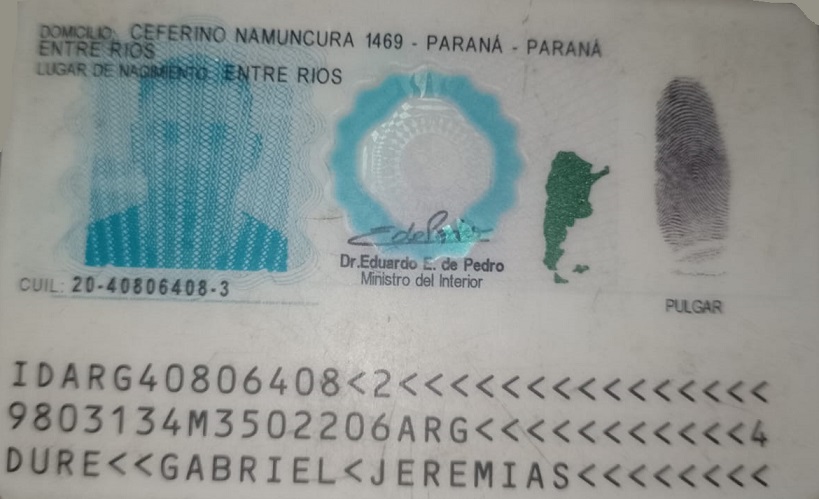 DOMICILIO: CEFERINO NAMUNCURA 1469 - PARANÁ - PARANÁ
ENTRE RIOS
LUGAR DE NACIMIENTO: ENTRE RIOS
Dr. Eduardo E. de Pedro
Ministro del Interior
CUIL: 20-40806408-3
PULGAR
IDARG40806408<2<<<<<<<<<<<<<<<
9803134M3502206ARG<<<<<<<<<<<4
DURE<<GABRIEL<JEREMIAS<<<<<<<<